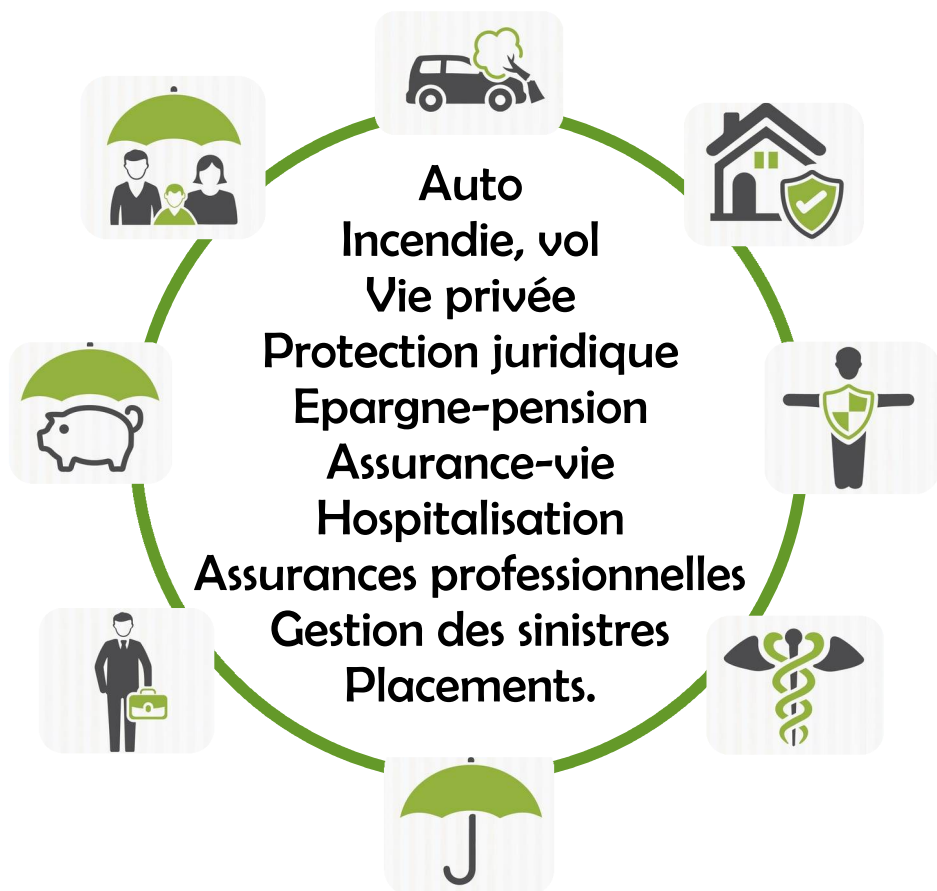 Auto
Incendie, vol
Vie privée
Protection juridique
Epargne-pension
Assurance-vie
Hospitalisation
Assurances professionnelles
Gestion des sinistres
Placements.